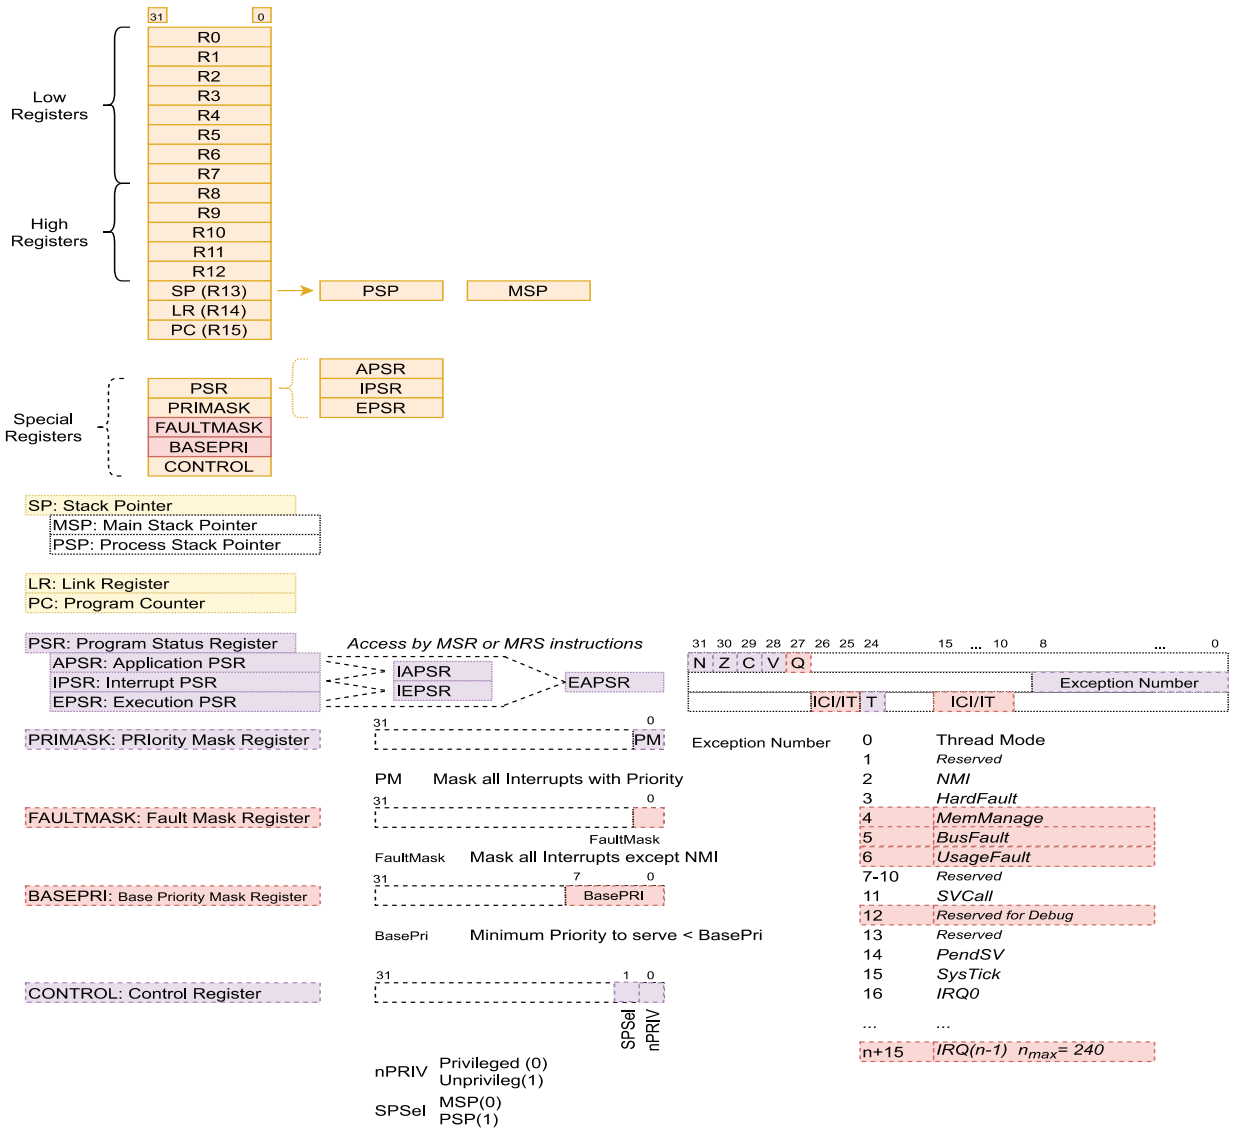 31 0
R0
R1
R2
R3
R4
R5
R6
R7
Low
Registers
R8
R9
R10
R11
R12
High
Registers
SP (R13) PSP MSP
LR (R14)
PC (R15)
APSR
PSR IPSR
PRIMASK EPSR
FAULTMASK
BASEPRI
CONTROL
Special
Registers
SP: Stack Pointer
MSP: Main Stack Pointer
PSP: Process Stack Pointer
LR: Link Register
PC: Program Counter
PSR: Program Status Register Access by MSR or MRS instructions
APSR: Application PSR IAPSR
IPSR: Interrupt PSR IEPSR EAPSR
EPSR: Execution PSR
31 30 29 28 27 26 25 24 15 ... 10 8 ... 0
N Z C V Q
Exception Number
ICI/IT T ICI/IT
31 0
PRIMASK: PRIority Mask Register PM
PM Mask all Interrupts with Priority
31 0
FAULTMASK: Fault Mask Register
FaultMask
FaultMask Mask all Interrupts except NMI
31 7 0
BASEPRI: Base Priority Mask Register BasePRI
BasePri Minimum Priority to serve < BasePri
31 1 0
CONTROL: Control Register
SPSel nPRIV
nPRIV Privileged (0)
Unprivileg(1)
SPSel MSP(0)
PSP(1)
Exception Number 0 Thread Mode
1 Reserved
2 NMI
3 HardFault
4 MemManage
5 BusFault
6 UsageFault
7-10 Reserved
11 SVCall
12 Reserved for Debug
13 Reserved
14 PendSV
15 SysTick
16 IRQ0
... ...
n+15 IRQ(n-1) nmax= 240